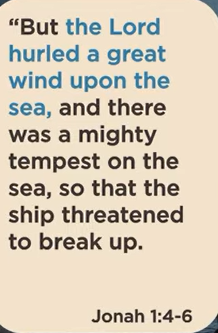 “But the Lord
hurled a great
wind upon the
sea, and there
was a mighty
tempest on the
sea, so that the
ship threatened
to break up.
Jonah 1:4-6